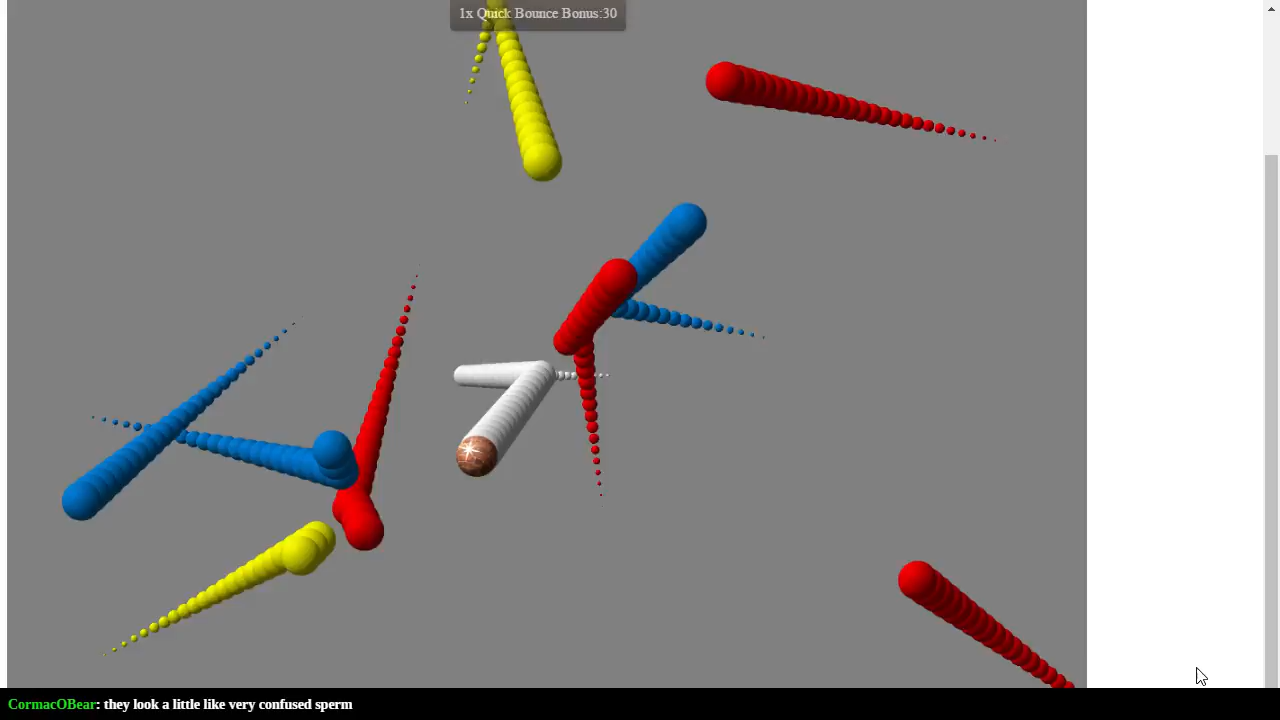 1x Quick Bounce Bonus:30
CormacOBear: they look a little like very confused sperm